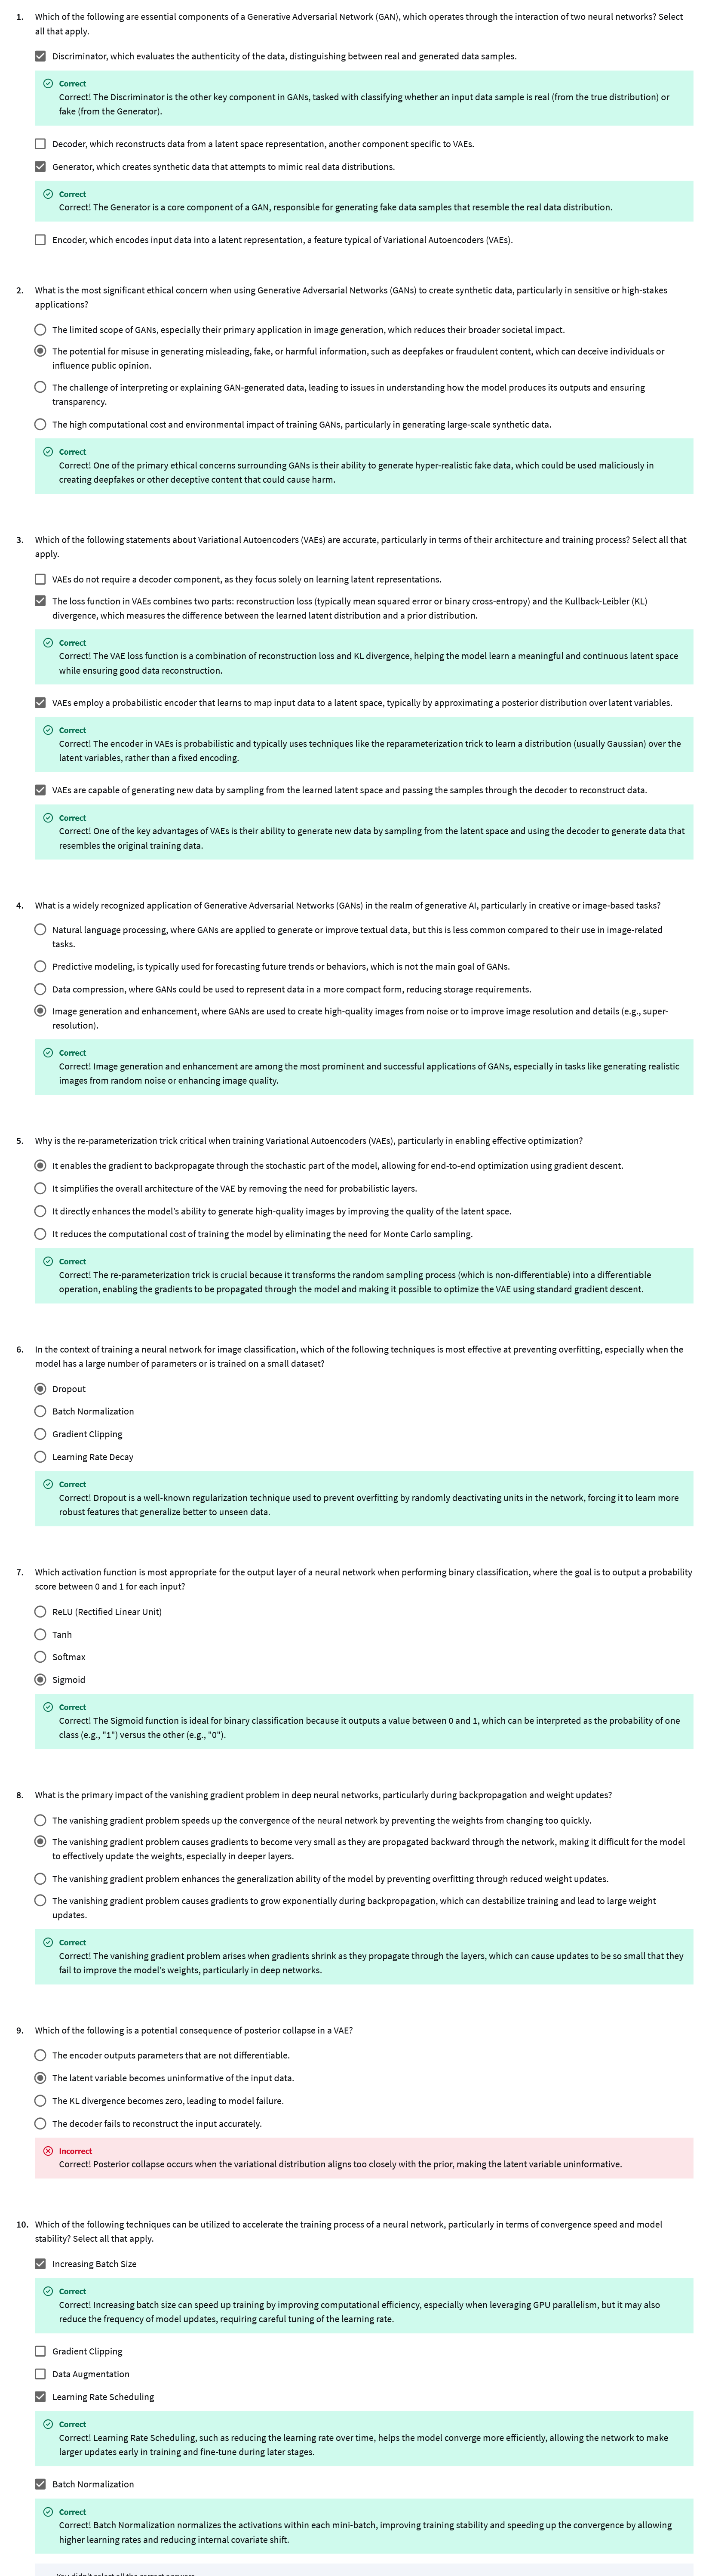 1. Which of the following are essential components of a Generative Adversarial Network (GAN), which operates through the interaction of two neural networks? Select
all that apply.
Discriminator, which evaluates the authenticity of the data, distinguishing between real and generated data samples.
Correct
Correct! The Discriminator is the other key component in GANs, tasked with classifying whether an input data sample is real (from the true distribution) or
fake (from the Generator).
Decoder, which reconstructs data from a latent space representation, another component specific to VAEs.
Generator, which creates synthetic data that attempts to mimic real data distributions.
Correct
Correct! The Generator is a core component of a GAN, responsible for generating fake data samples that resemble the real data distribution.
Encoder, which encodes input data into a latent representation, a feature typical of Variational Autoencoders (VAEs).
2. What is the most significant ethical concern when using Generative Adversarial Networks (GANs) to create synthetic data, particularly in sensitive or high-stakes
applications?
The limited scope of GANs, especially their primary application in image generation, which reduces their broader societal impact.
The potential for misuse in generating misleading, fake, or harmful information, such as deepfakes or fraudulent content, which can deceive individuals or
influence public opinion.
The challenge of interpreting or explaining GAN-generated data, leading to issues in understanding how the model produces its outputs and ensuring
transparency.
The high computational cost and environmental impact of training GANs, particularly in generating large-scale synthetic data.
Correct
Correct! One of the primary ethical concerns surrounding GANs is their ability to generate hyper-realistic fake data, which could be used maliciously in
creating deepfakes or other deceptive content that could cause harm.
3. Which of the following statements about Variational Autoencoders (VAEs) are accurate, particularly in terms of their architecture and training process? Select all that
apply.
VAEs do not require a decoder component, as they focus solely on learning latent representations.
The loss function in VAEs combines two parts: reconstruction loss (typically mean squared error or binary cross-entropy) and the Kullback-Leibler (KL)
divergence, which measures the difference between the learned latent distribution and a prior distribution.
Correct
Correct! The VAE loss function is a combination of reconstruction loss and KL divergence, helping the model learn a meaningful and continuous latent space
while ensuring good data reconstruction.
VAEs employ a probabilistic encoder that learns to map input data to a latent space, typically by approximating a posterior distribution over latent variables.
Correct
Correct! The encoder in VAEs is probabilistic and typically uses techniques like the reparameterization trick to learn a distribution (usually Gaussian) over the
latent variables, rather than a fixed encoding.
VAEs are capable of generating new data by sampling from the learned latent space and passing the samples through the decoder to reconstruct data.
Correct
Correct! One of the key advantages of VAEs is their ability to generate new data by sampling from the latent space and using the decoder to generate data that
resembles the original training data.
4. What is a widely recognized application of Generative Adversarial Networks (GANs) in the realm of generative AI, particularly in creative or image-based tasks?
Natural language processing, where GANs are applied to generate or improve textual data, but this is less common compared to their use in image-related
tasks.
Predictive modeling, is typically used for forecasting future trends or behaviors, which is not the main goal of GANs.
Data compression, where GANs could be used to represent data in a more compact form, reducing storage requirements.
Image generation and enhancement, where GANs are used to create high-quality images from noise or to improve image resolution and details (e.g., super-
resolution).
Correct
Correct! Image generation and enhancement are among the most prominent and successful applications of GANs, especially in tasks like generating realistic
images from random noise or enhancing image quality.
5. Why is the re-parameterization trick critical when training Variational Autoencoders (VAEs), particularly in enabling effective optimization?
It enables the gradient to backpropagate through the stochastic part of the model, allowing for end-to-end optimization using gradient descent.
It simplifies the overall architecture of the VAE by removing the need for probabilistic layers.
It directly enhances the model's ability to generate high-quality images by improving the quality of the latent space.
It reduces the computational cost of training the model by eliminating the need for Monte Carlo sampling.
Correct
Correct! The re-parameterization trick is crucial because it transforms the random sampling process (which is non-differentiable) into a differentiable
operation, enabling the gradients to be propagated through the model and making it possible to optimize the VAE using standard gradient descent.
6. In the context of training a neural network for image classification, which of the following techniques is most effective at preventing overfitting, especially when the
model has a large number of parameters or is trained on a small dataset?
Dropout
Batch Normalization
Gradient Clipping
Learning Rate Decay
Correct
Correct! Dropout is a well-known regularization technique used to prevent overfitting by randomly deactivating units in the network, forcing it to learn more
robust features that generalize better to unseen data.
7. Which activation function is most appropriate for the output layer of a neural network when performing binary classification, where the goal is to output a probability
score between 0 and 1 for each input?
ReLU (Rectified Linear Unit)
Tanh
Softmax
Sigmoid
Correct
Correct! The Sigmoid function is ideal for binary classification because it outputs a value between 0 and 1, which can be interpreted as the probability of one
class (e.g., "1") versus the other (e.g., "0").
8. What is the primary impact of the vanishing gradient problem in deep neural networks, particularly during backpropagation and weight updates?
The vanishing gradient problem speeds up the convergence of the neural network by preventing the weights from changing too quickly.
The vanishing gradient problem causes gradients to become very small as they are propagated backward through the network, making it difficult for the model
to effectively update the weights, especially in deeper layers.
The vanishing gradient problem enhances the generalization ability of the model by preventing overfitting through reduced weight updates.
The vanishing gradient problem causes gradients to grow exponentially during backpropagation, which can destabilize training and lead to large weight
updates.
Correct
Correct! The vanishing gradient problem arises when gradients shrink as they propagate through the layers, which can cause updates to be so small that they
fail to improve the model's weights, particularly in deep networks.
9. Which of the following is a potential consequence of posterior collapse in a VAE?
The encoder outputs parameters that are not differentiable.
The latent variable becomes uninformative of the input data.
The KL divergence becomes zero, leading to model failure.
The decoder fails to reconstruct the input accurately.
Incorrect
Correct! Posterior collapse occurs when the variational distribution aligns too closely with the prior, making the latent variable uninformative.
10. Which of the following techniques can be utilized to accelerate the training process of a neural network, particularly in terms of convergence speed and model
stability? Select all that apply.
Increasing Batch Size
Correct
Correct! Increasing batch size can speed up training by improving computational efficiency, especially when leveraging GPU parallelism, but it may also
reduce the frequency of model updates, requiring careful tuning of the learning rate.
Gradient Clipping
Data Augmentation
Learning Rate Scheduling
Correct
Correct! Learning Rate Scheduling, such as reducing the learning rate over time, helps the model converge more efficiently, allowing the network to make
larger updates early in training and fine-tune during later stages.
Batch Normalization
Correct
Correct! Batch Normalization normalizes the activations within each mini-batch, improving training stability and speeding up the convergence by allowing
higher learning rates and reducing internal covariate shift.
You didn't select all the correct answers